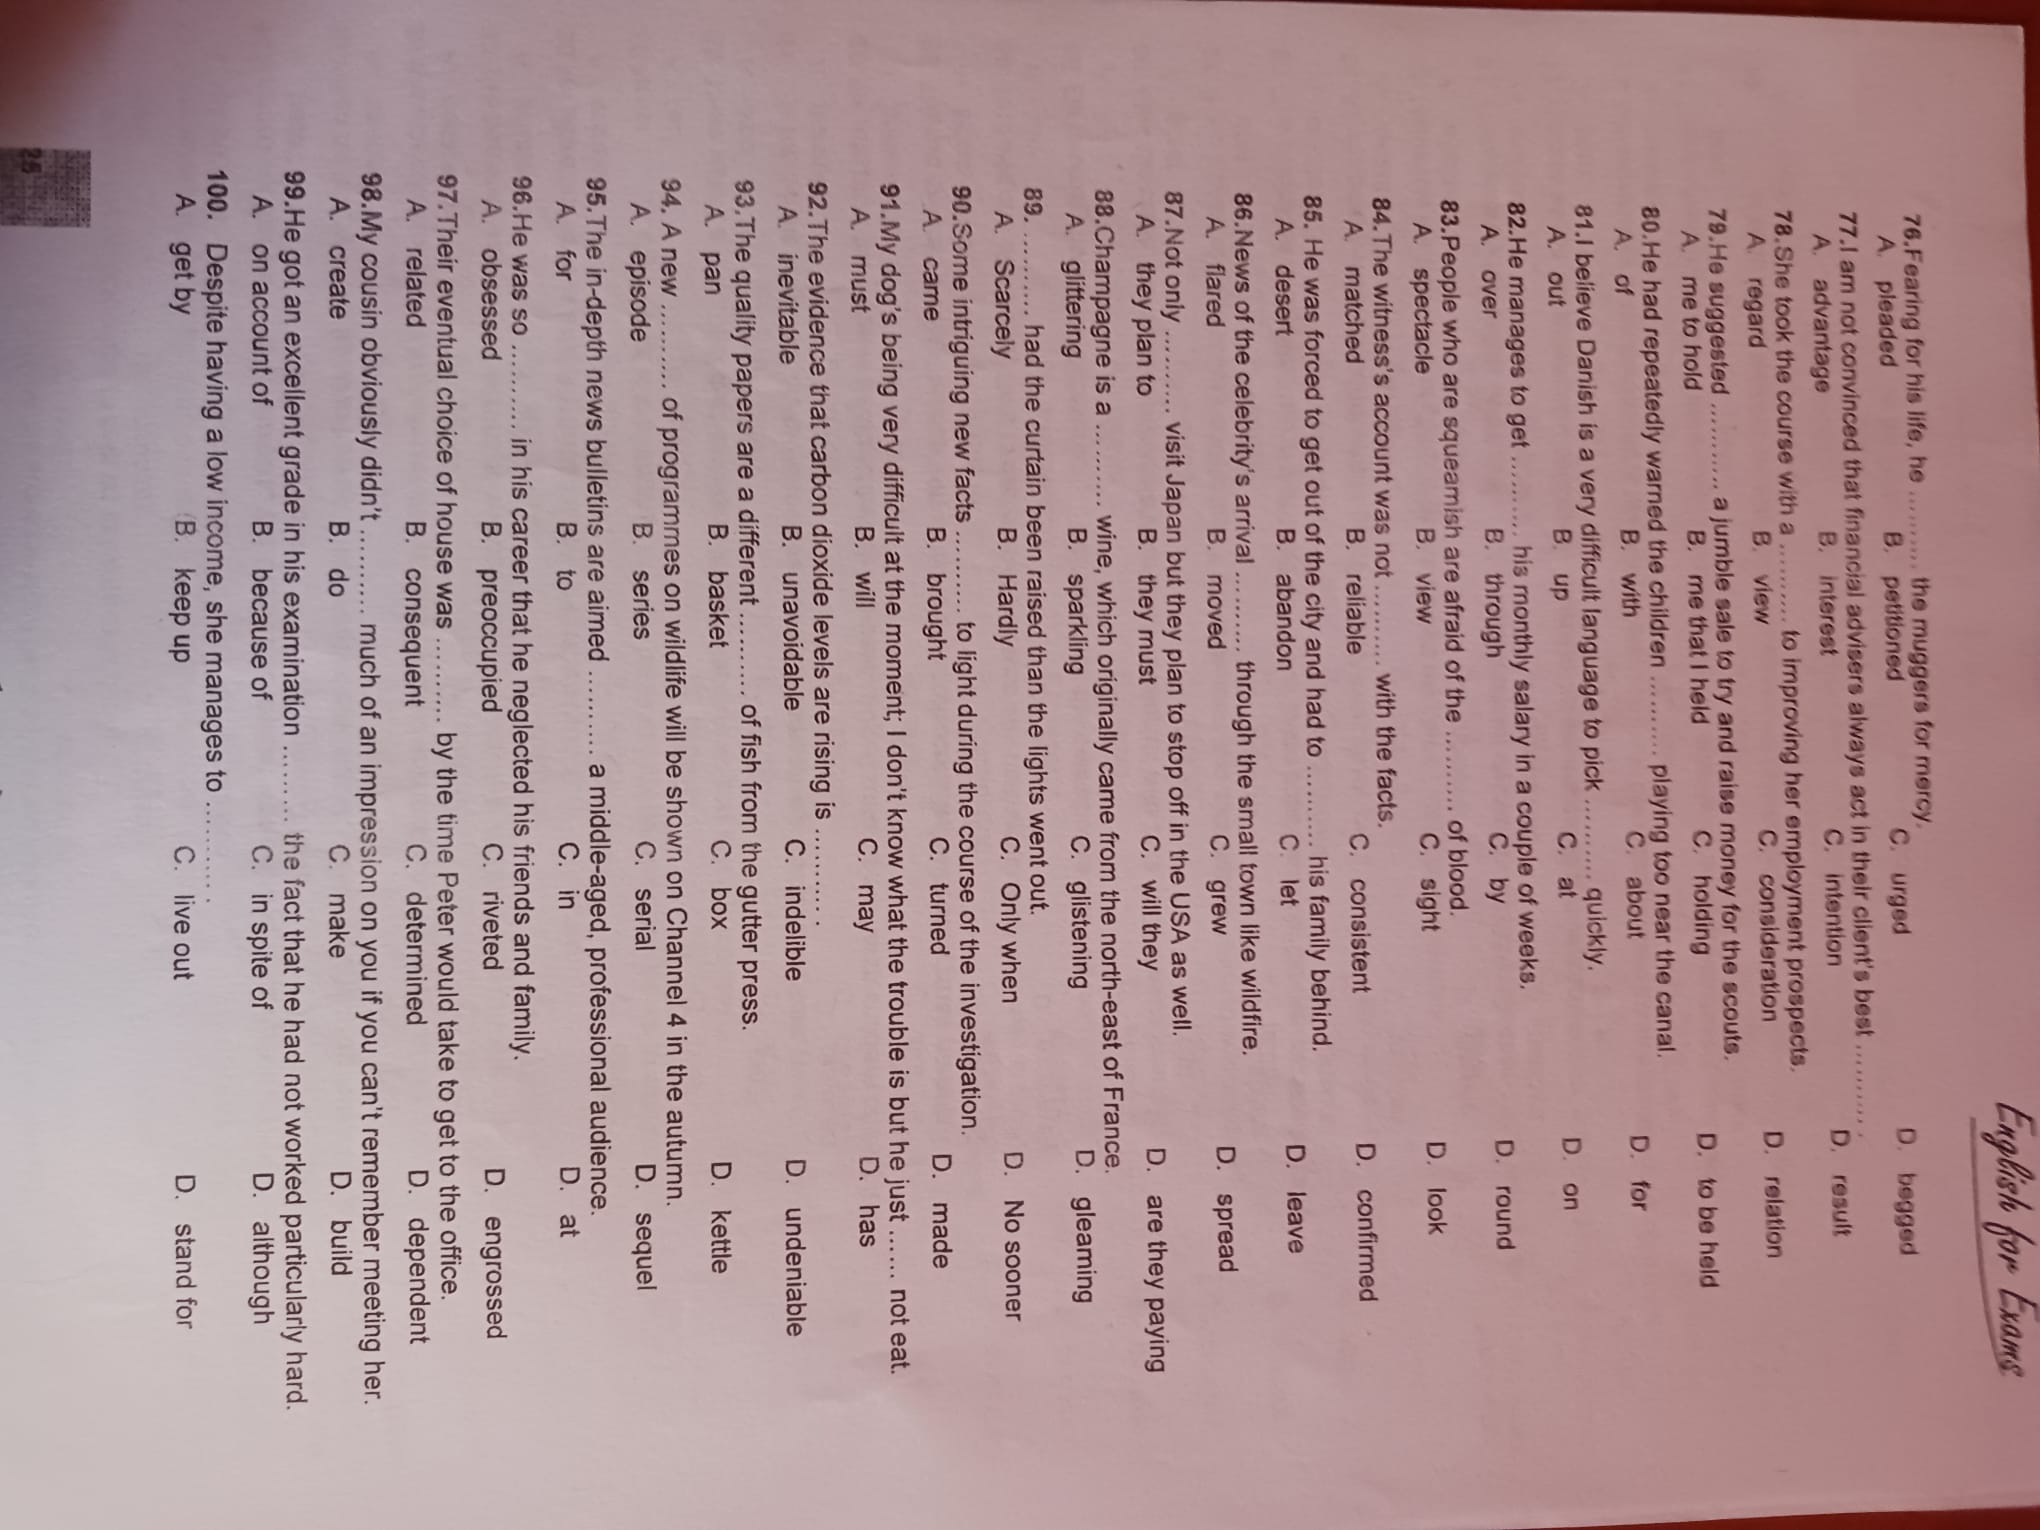 English for Exams
76.Fearing for his life, he ......... the muggers for mercy.
A. pleaded B. petitioned C. urged D. begged
77.I am not convinced that financial advisers always act in their client's best .......... .
A. advantage B. interest C. intention D. result
78.She took the course with a .......... to improving her employment prospects.
A. regard B. view C. consideration D. relation
79.He suggested ........... a jumble sale to try and raise money for the scouts.
A. me to hold B. me that I held C. holding D. to be held
80.He had repeatedly warned the children .......... playing too near the canal.
A. of B. with C. about D. for
81.I believe Danish is a very difficult language to pick .......... quickly.
A. out B. up C. at D. on
82.He manages to get ......... his monthly salary in a couple of weeks.
A. over B. through C. by D. round
83.People who are squeamish are afraid of the .......... of blood.
A. spectacle B. view C. sight D. look
84.The witness's account was not .......... with the facts.
A. matched B. reliable C. consistent D. confirmed
85. He was forced to get out of the city and had to .......... his family behind.
A. desert B. abandon C. let D. leave
86.News of the celebrity's arrival .......... through the small town like wildfire.
A. flared B. moved C. grew D. spread
87.Not only .......... visit Japan but they plan to stop off in the USA as well.
A. they plan to B. they must C. will they D. are they paying
88.Champagne is a .......... wine, which originally came from the north-east of France.
A. glittering B. sparkling C. glistening D. gleaming
89. .......... had the curtain been raised than the lights went out.
A. Scarcely B. Hardly C. Only when D. No sooner
90.Some intriguing new facts .......... to light during the course of the investigation.
A. came B. brought C. turned D. made
91.My dog's being very difficult at the moment; I don't know what the trouble is but he just ...... not eat.
A. must B. will C. may D. has
92.The evidence that carbon dioxide levels are rising is .......... .
A. inevitable B. unavoidable C. indelible D. undeniable
93.The quality papers are a different .......... of fish from the gutter press.
A. pan B. basket C. box D. kettle
94. A new .......... of programmes on wildlife will be shown on Channel 4 in the autumn.
A. episode B. series C. serial D. sequel
95.The in-depth news bulletins are aimed .......... a middle-aged, professional audience.
A. for B. to C. in D. at
96.He was so .......... in his career that he neglected his friends and family.
A. obsessed B. preoccupied C. riveted D. engrossed
97.Their eventual choice of house was .......... by the time Peter would take to get to the office.
A. related B. consequent C. determined D. dependent
98.My cousin obviously didn't .......... much of an impression on you if you can't remember meeting her.
A. create B. do C. make D. build
99.He got an excellent grade in his examination ......... the fact that he had not worked particularly hard.
A. on account of B. because of C. in spite of D. although
100. Despite having a low income, she manages to .......... .
A. get by B. keep up C. live out D. stand for
25